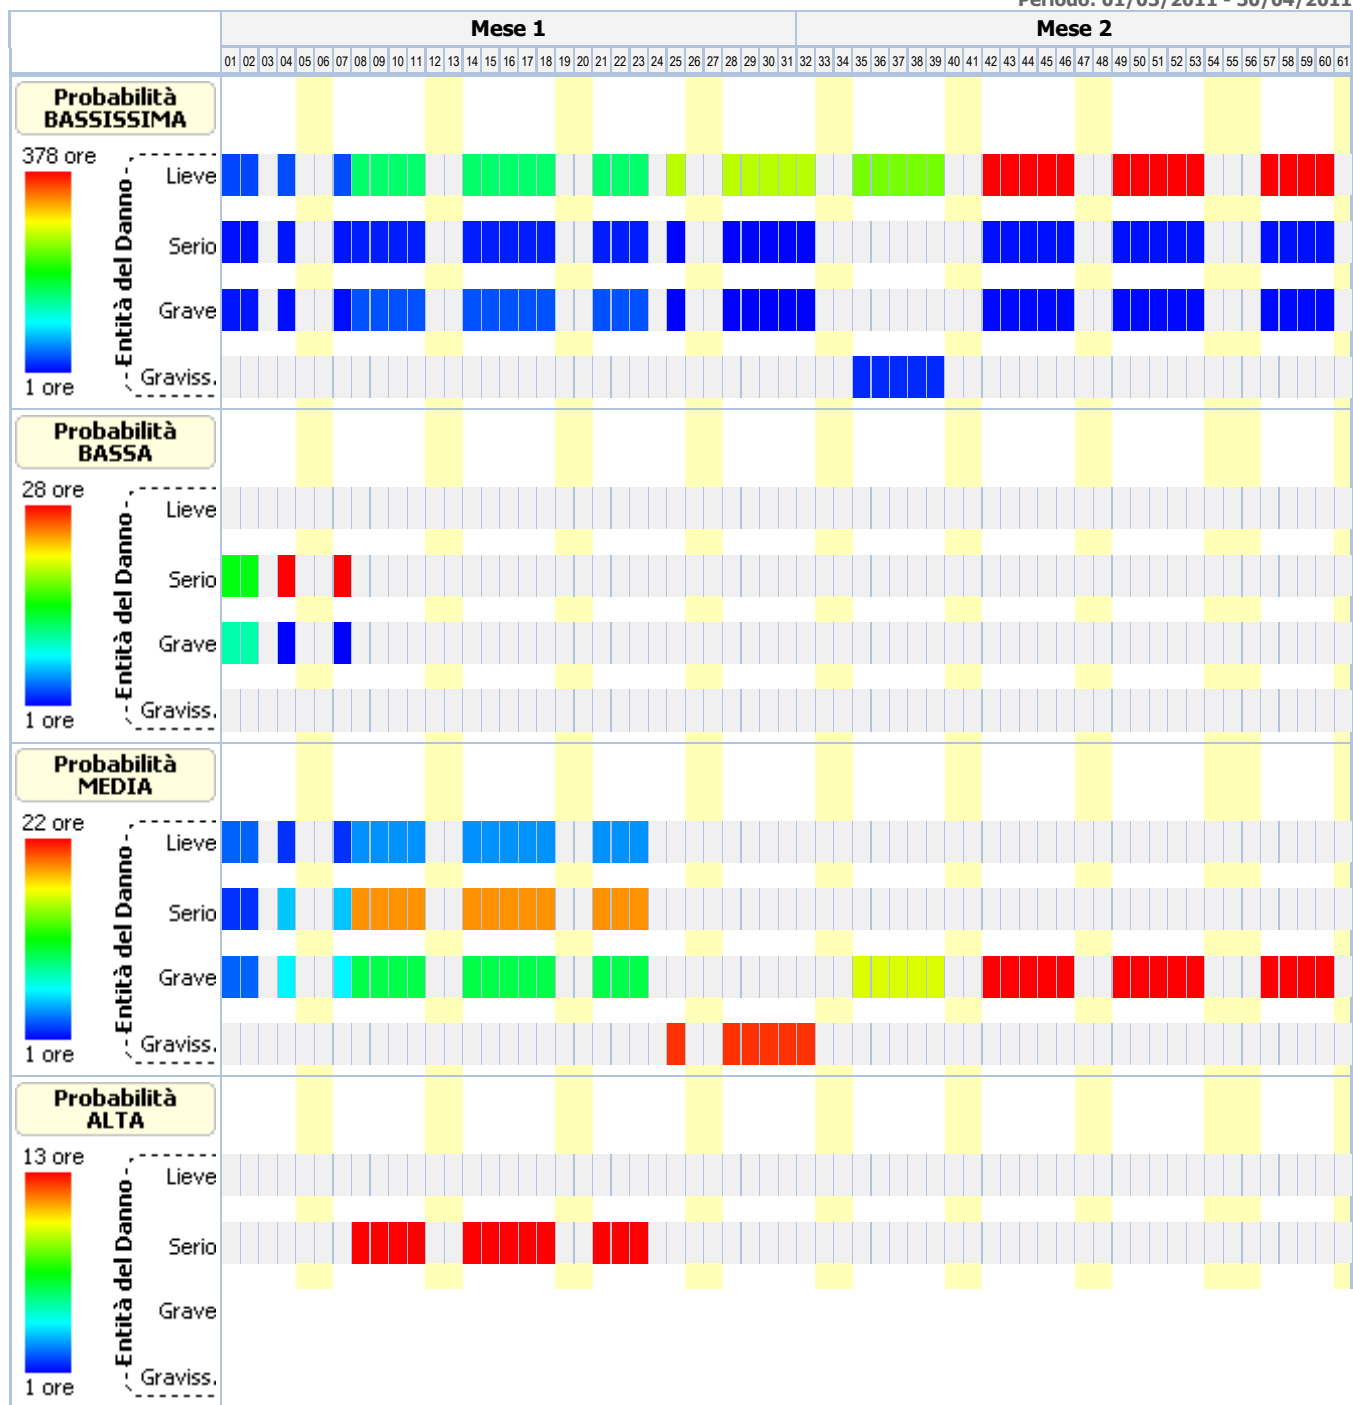 Periodo: 01/03/2011 - 30/04/2011
Mese 1 Mese 2
01 02 03 04 05 06 07 08 09 10 11 12 13 14 15 16 17 18 19 20 21 22 23 24 25 26 27 28 29 30 31 32 33 34 35 36 37 38 39 40 41 42 43 44 45 46 47 48 49 50 51 52 53 54 55 56 57 58 59 60 61
Probabilità
BASSISSIMA
378 ore
Entità del Danno
Lieve
Serio
Grave
Graviss.
1 ore
Probabilità
BASSA
28 ore
Entità del Danno
Lieve
Serio
Grave
Graviss.
1 ore
Probabilità
MEDIA
22 ore
Entità del Danno
Lieve
Serio
Grave
Graviss.
1 ore
Probabilità
ALTA
13 ore
Entità del Danno
Lieve
Serio
Grave
Graviss.
1 ore